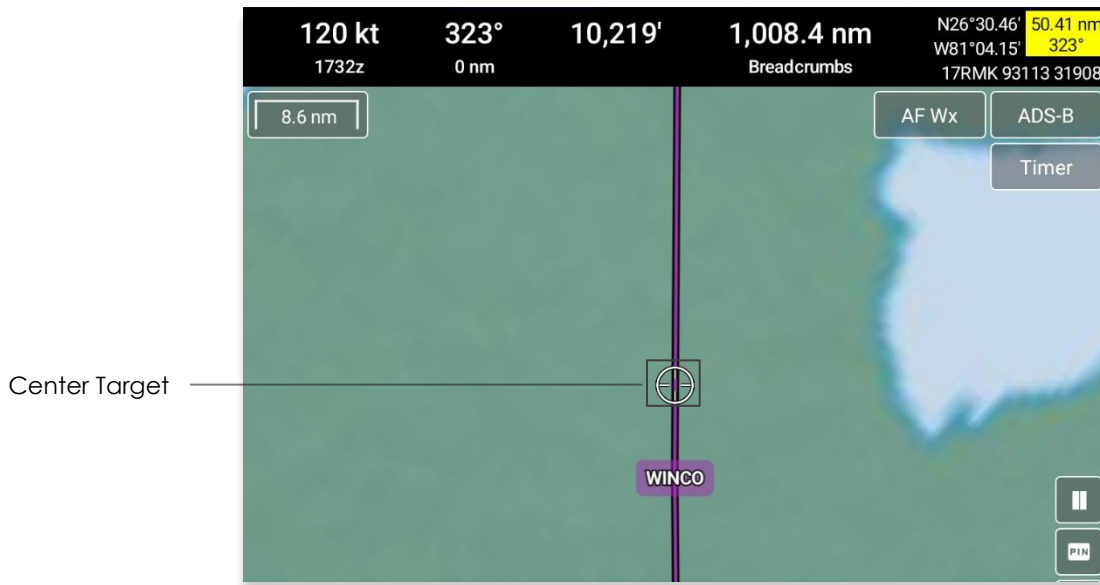 120 kt 323° 10,219' 1,008.4 nm N26°30.46' 50.41 nm
1732z 0 nm Breadcrumbs W81°04.15' 323°
17RMK 93113 31908
8.6 nm AF Wx ADS-B
Timer
Center Target
WINCO
PIN